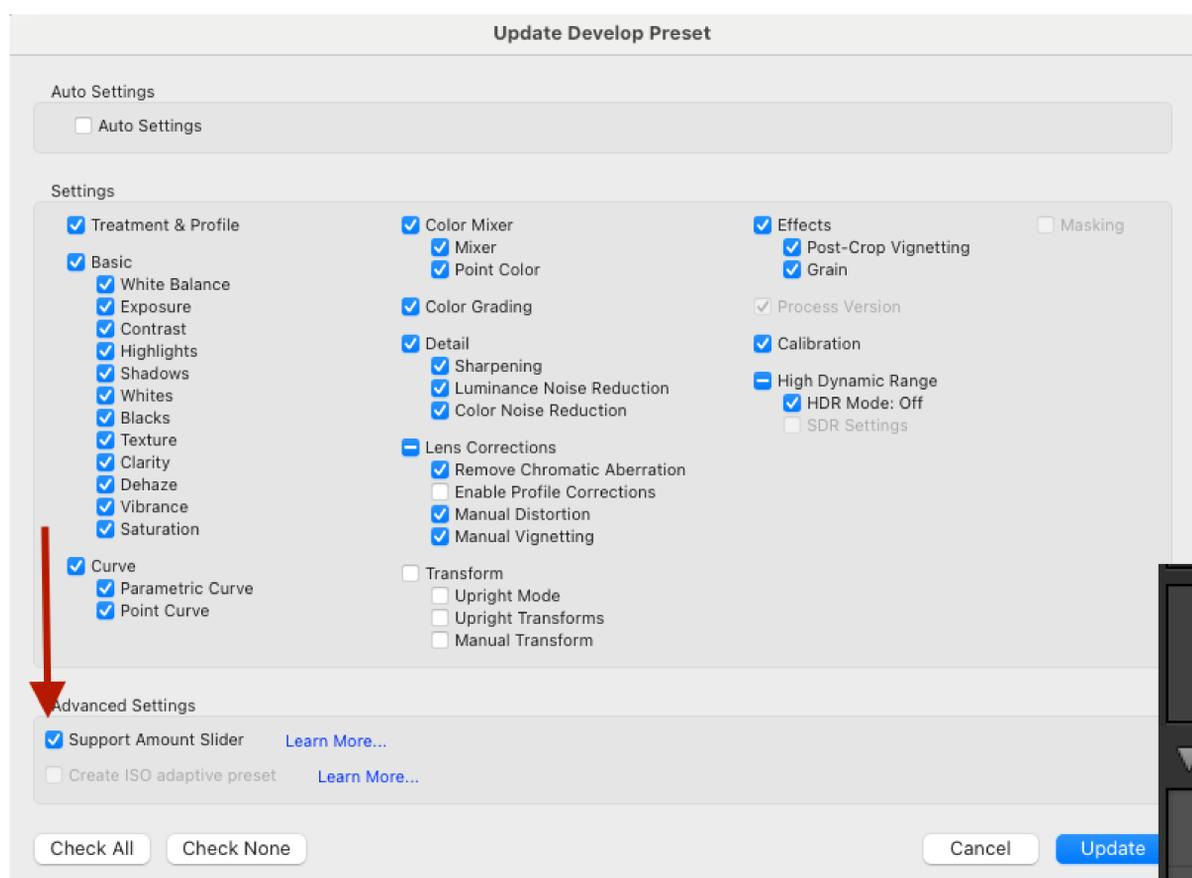 Update Develop Preset
Auto Settings
Auto Settings
Settings
Treatment & Profile
Basic
White Balance
Exposure
Contrast
Highlights
Shadows
Whites
Blacks
Texture
Clarity
Dehaze
Vibrance
Saturation
Curve
Parametric Curve
Point Curve
Color Mixer
Mixer
Point Color
Color Grading
Detail
Sharpening
Luminance Noise Reduction
Color Noise Reduction
Lens Corrections
Remove Chromatic Aberration
Enable Profile Corrections
Manual Distortion
Manual Vignetting
Transform
Upright Mode
Upright Transforms
Manual Transform
Effects
Post-Crop Vignetting
Grain
Process Version
Calibration
High Dynamic Range
HDR Mode: Off
SDR Settings
Masking
Advanced Settings
Support Amount Slider Learn More...
Create ISO adaptive preset Learn More...
Check All Check None Cancel Update